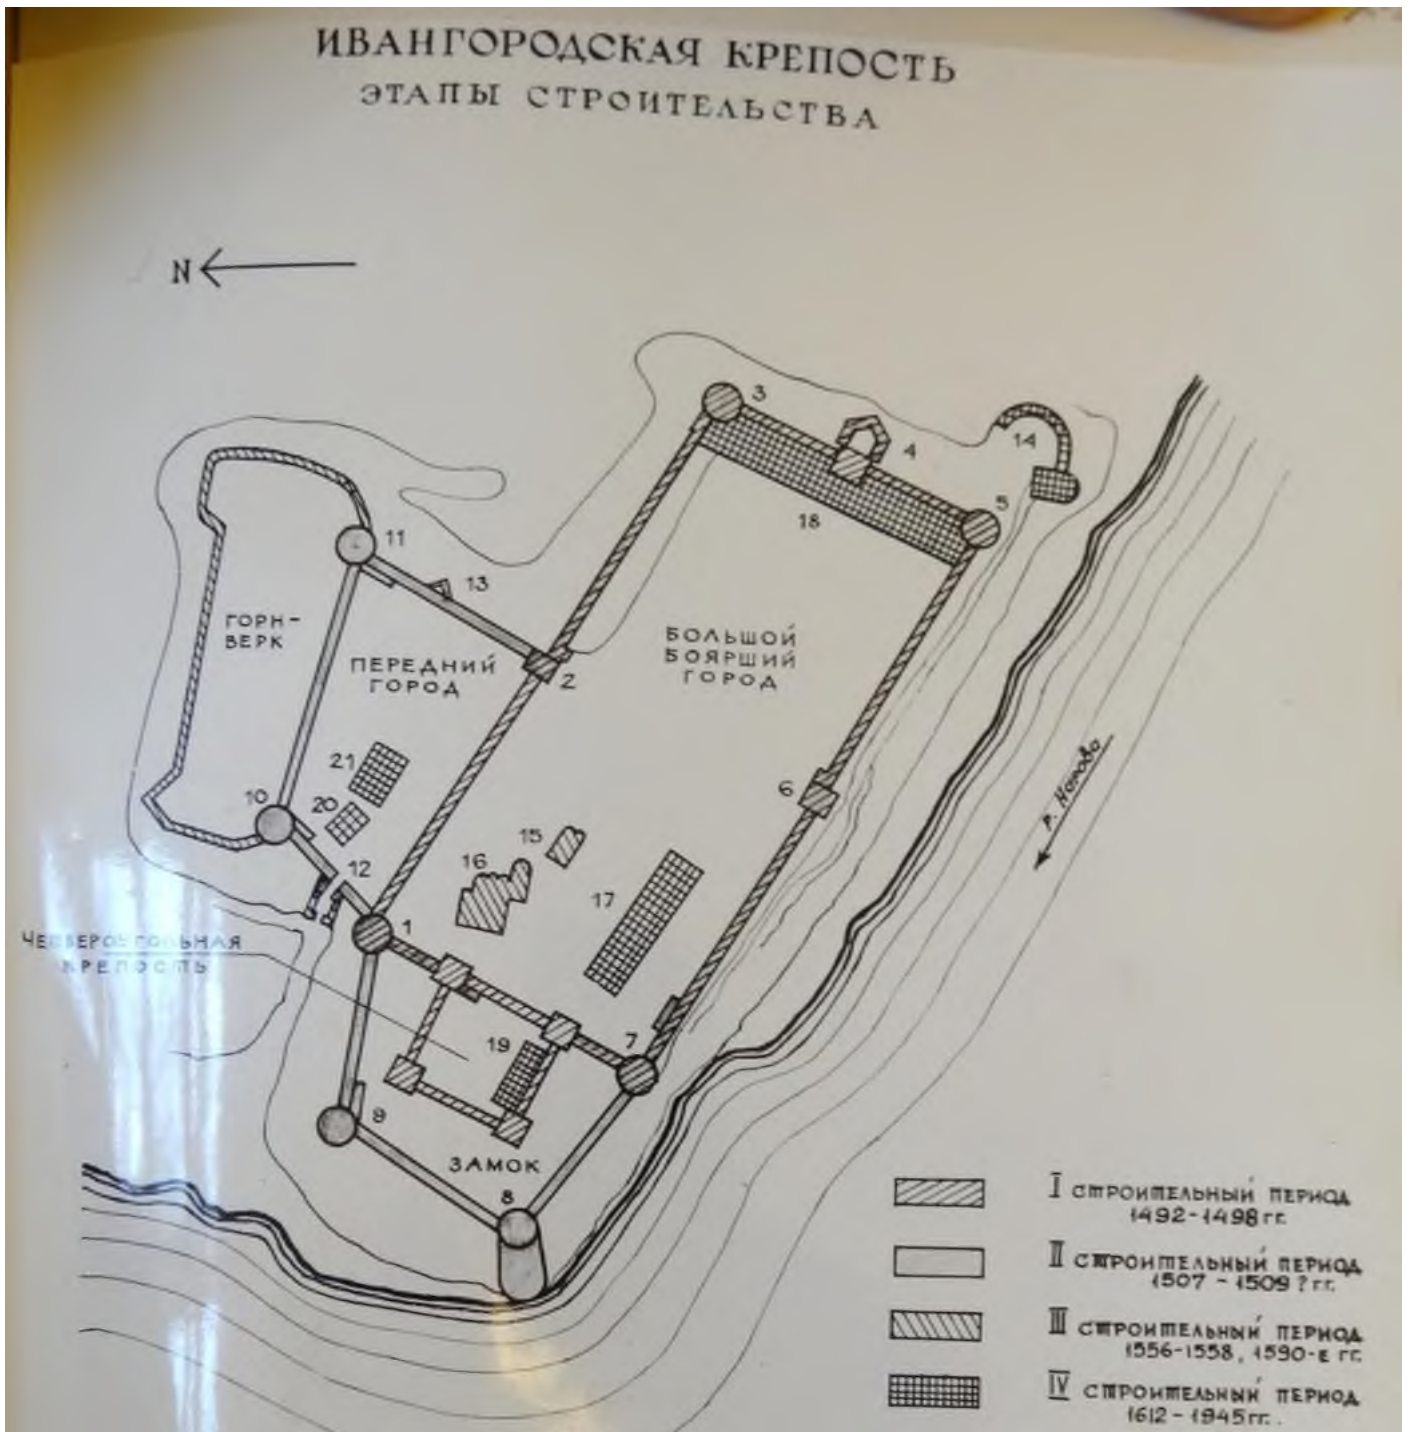 ИВАНГОРОДСКАЯ КРЕПОСТЬ
ЭТАПЫ СТРОИТЕЛЬСТВА
N
3
4
14
5
18
11
13
ГОРН-
ВЕРК
ПЕРЕДНИЙ
ГОРОД
2
БОЛЬШОЙ
БОЯРШИЙ
ГОРОД
р. Нарова
6
21
10
20
12
15
16
17
1
ЧЕТВЕРОУГОЛЬНАЯ
КРЕПОСТЬ
19
7
9
ЗАМОК
8
I СТРОИТЕЛЬНЫЙ ПЕРИОД
1492-1498 гг.
II СТРОИТЕЛЬНЫЙ ПЕРИОД
1507 - 1509 ? гг.
III СТРОИТЕЛЬНЫЙ ПЕРИОД
1556-1558, 1590-Е гг.
IV СТРОИТЕЛЬНЫЙ ПЕРИОД
1612-1945 гг.